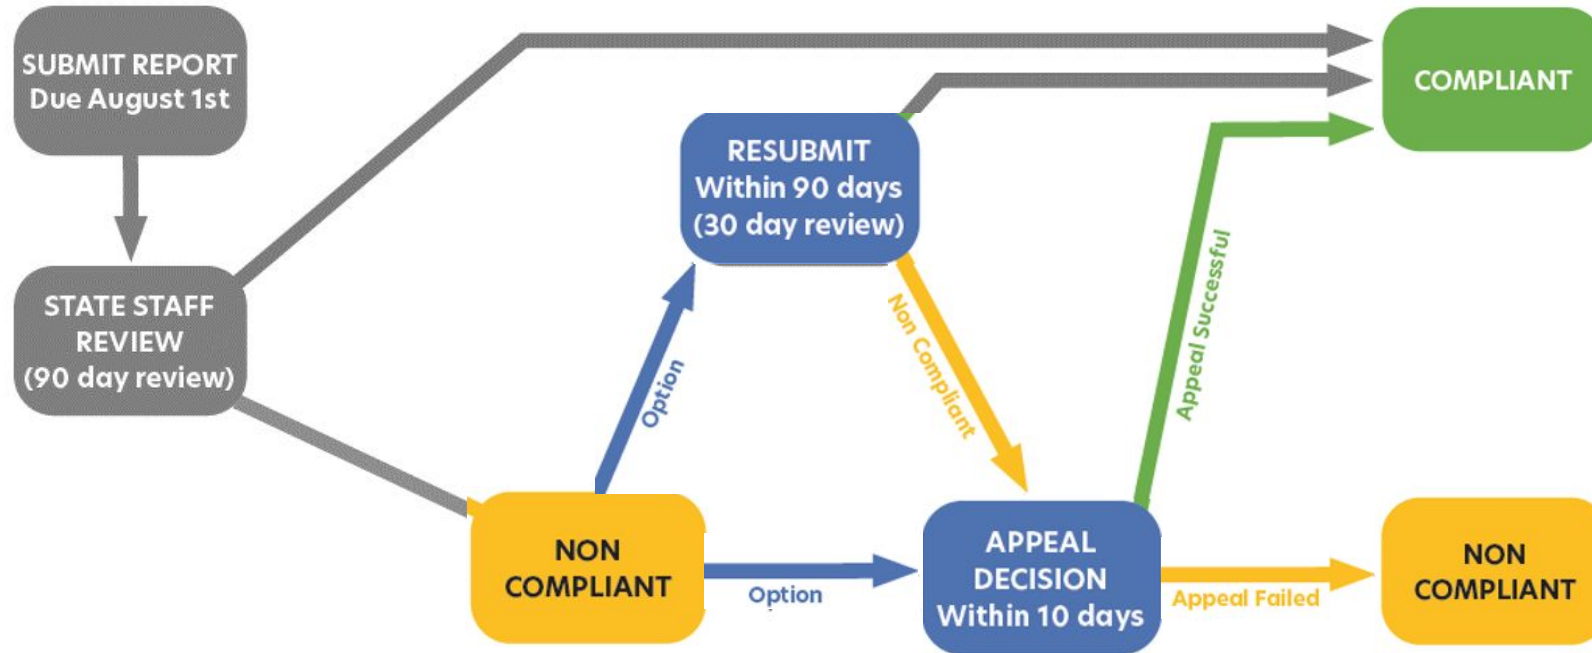 SUBMIT REPORT
Due August 1st
COMPLIANT
RESUBMIT
Within 90 days
(30 day review)
STATE STAFF
REVIEW
(90 day review)
Option
Non Compliant
Appeal Successful
NON
COMPLIANT
Option
APPEAL
DECISION
Within 10 days
Appeal Failed
NON
COMPLIANT